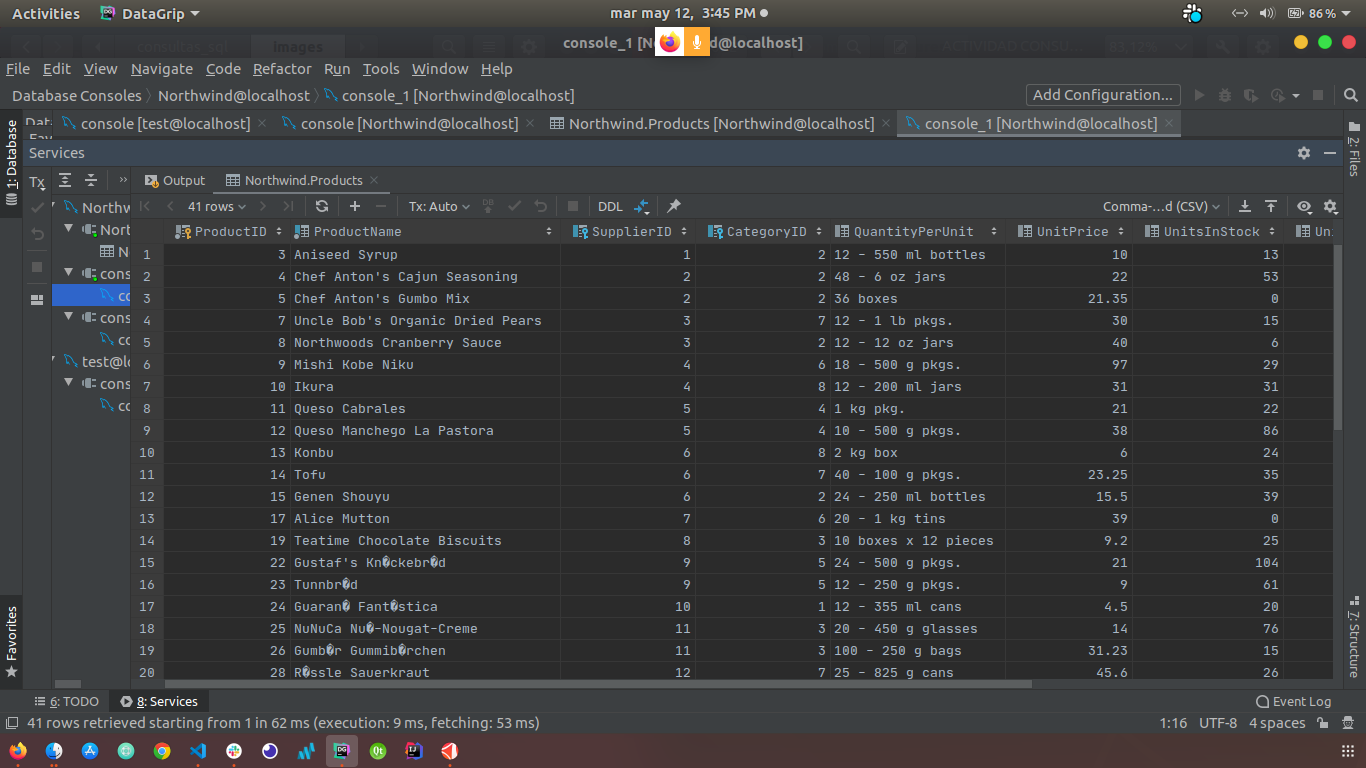 Activities DataGrip mar may 12, 3:45 PM 86 %
console_1 [N d@localhost]
File Edit View Navigate Code Refactor Run Tools Window Help
Database Consoles Northwind@localhost console_1 [Northwind@localhost] Add Configuration...
console [test@localhost] console [Northwind@localhost] Northwind.Products [Northwind@localhost] console_1 [Northwind@localhost]
1: Database
2: Files
Services
Tx Output Northwind.Products
Northw 41 rows Tx: Auto DDL Comma-...d (CSV)
Nort
N
cons
co
cons
co
test@lo
cons
co
ProductID ProductName SupplierID CategoryID QuantityPerUnit UnitPrice UnitsInStock Un
1 3 Aniseed Syrup 1 2 12 - 550 ml bottles 10 13
2 4 Chef Anton's Cajun Seasoning 2 2 48 - 6 oz jars 22 53
3 5 Chef Anton's Gumbo Mix 2 2 36 boxes 21.35 0
4 7 Uncle Bob's Organic Dried Pears 3 7 12 - 1 lb pkgs. 30 15
5 8 Northwoods Cranberry Sauce 3 2 12 - 12 oz jars 40 6
6 9 Mishi Kobe Niku 4 6 18 - 500 g pkgs. 97 29
7 10 Ikura 4 8 12 - 200 ml jars 31 31
8 11 Queso Cabrales 5 4 1 kg pkg. 21 22
9 12 Queso Manchego La Pastora 5 4 10 - 500 g pkgs. 38 86
10 13 Konbu 6 8 2 kg box 6 24
11 14 Tofu 6 7 40 - 100 g pkgs. 23.25 35
12 15 Genen Shouyu 6 2 24 - 250 ml bottles 15.5 39
13 17 Alice Mutton 7 6 20 - 1 kg tins 39 0
14 19 Teatime Chocolate Biscuits 8 3 10 boxes x 12 pieces 9.2 25
15 22 Gustaf's Kn�ckebr�d 9 5 24 - 500 g pkgs. 21 104
16 23 Tunnbr�d 9 5 12 - 250 g pkgs. 9 61
17 24 Guaran� Fant�stica 10 1 12 - 355 ml cans 4.5 20
18 25 NuNuCa Nu�-Nougat-Creme 11 3 20 - 450 g glasses 14 76
19 26 Gumb�r Gummib�rchen 11 3 100 - 250 g bags 31.23 15
20 28 R�ssle Sauerkraut 12 7 25 - 825 g cans 45.6 26
Favorites
7: Structure
6: TODO 8: Services Event Log
41 rows retrieved starting from 1 in 62 ms (execution: 9 ms, fetching: 53 ms) 1:16 UTF-8 4 spaces